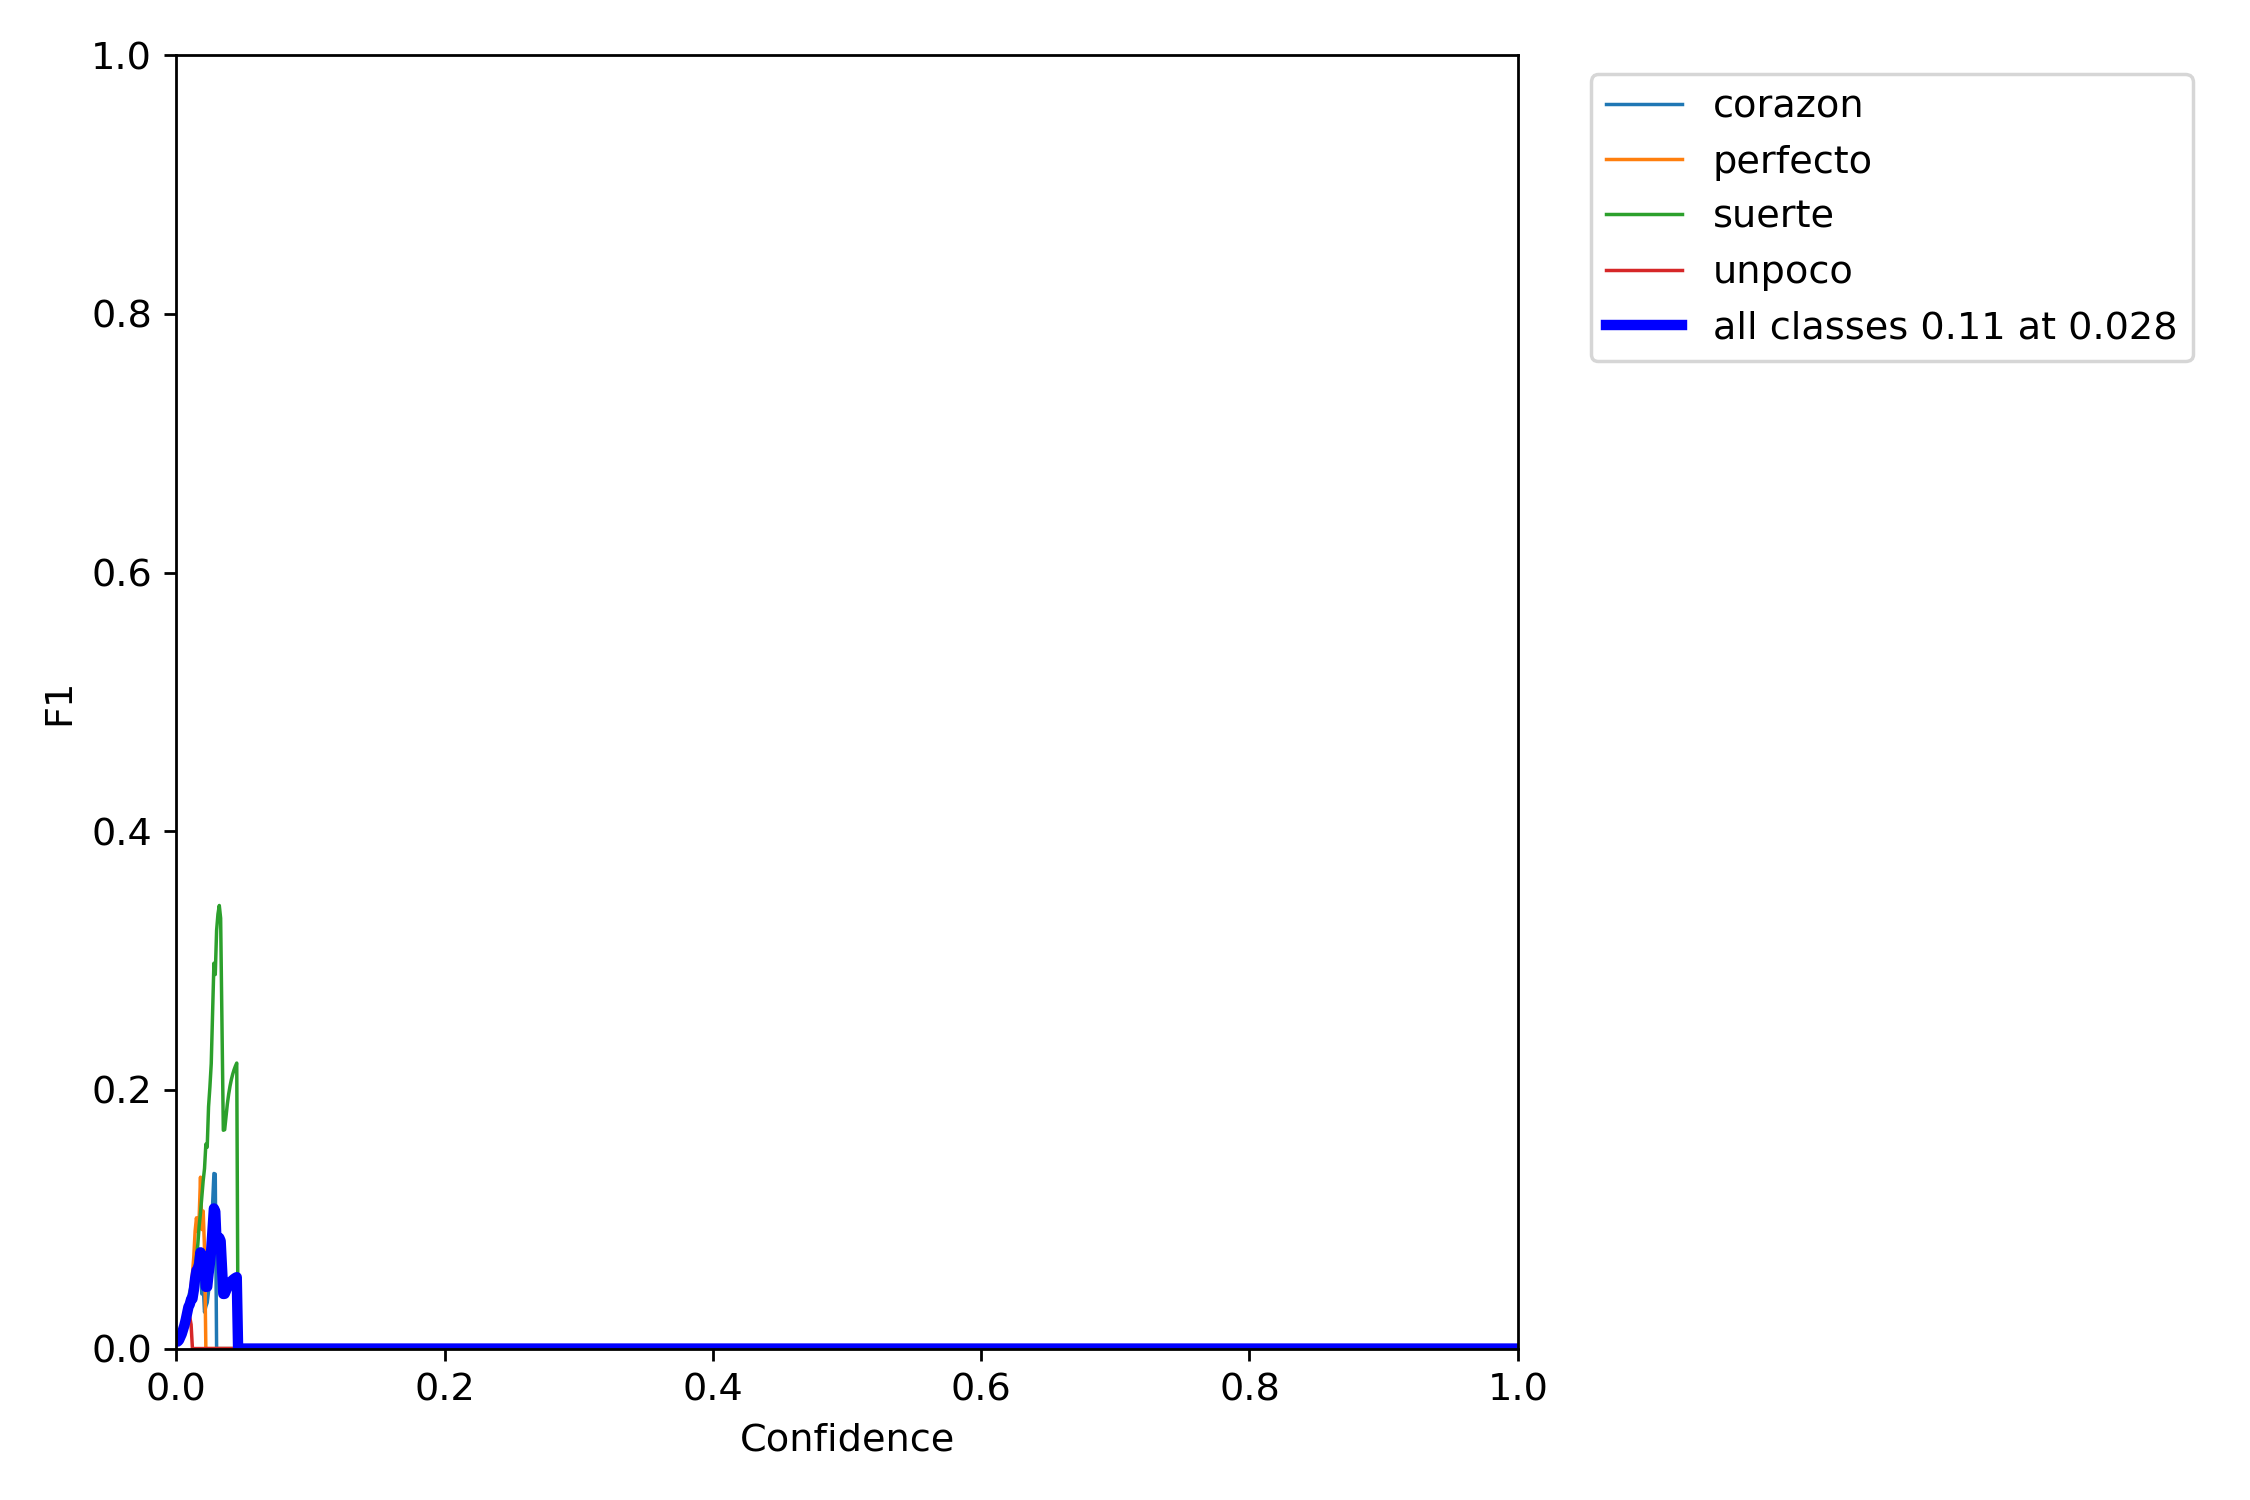 1.0
0.8
0.6
0.4
0.2
0.0
F1
0.0 0.2 0.4 0.6 0.8 1.0
Confidence
corazon
perfecto
suerte
unpoco
all classes 0.11 at 0.028